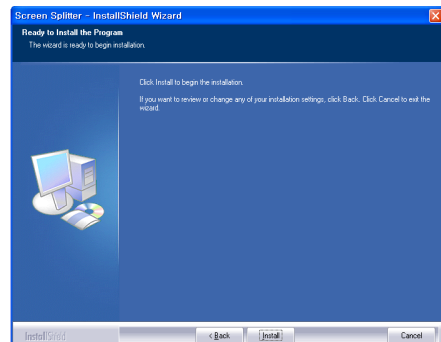 Screen Splitter - InstallShield Wizard
Ready to Install the Program
The wizard is ready to begin installation.
Click Install to begin the installation.
If you want to review or change any of your installation settings, click Back. Click Cancel to exit the
wizard.
InstallShield
< Back Install Cancel